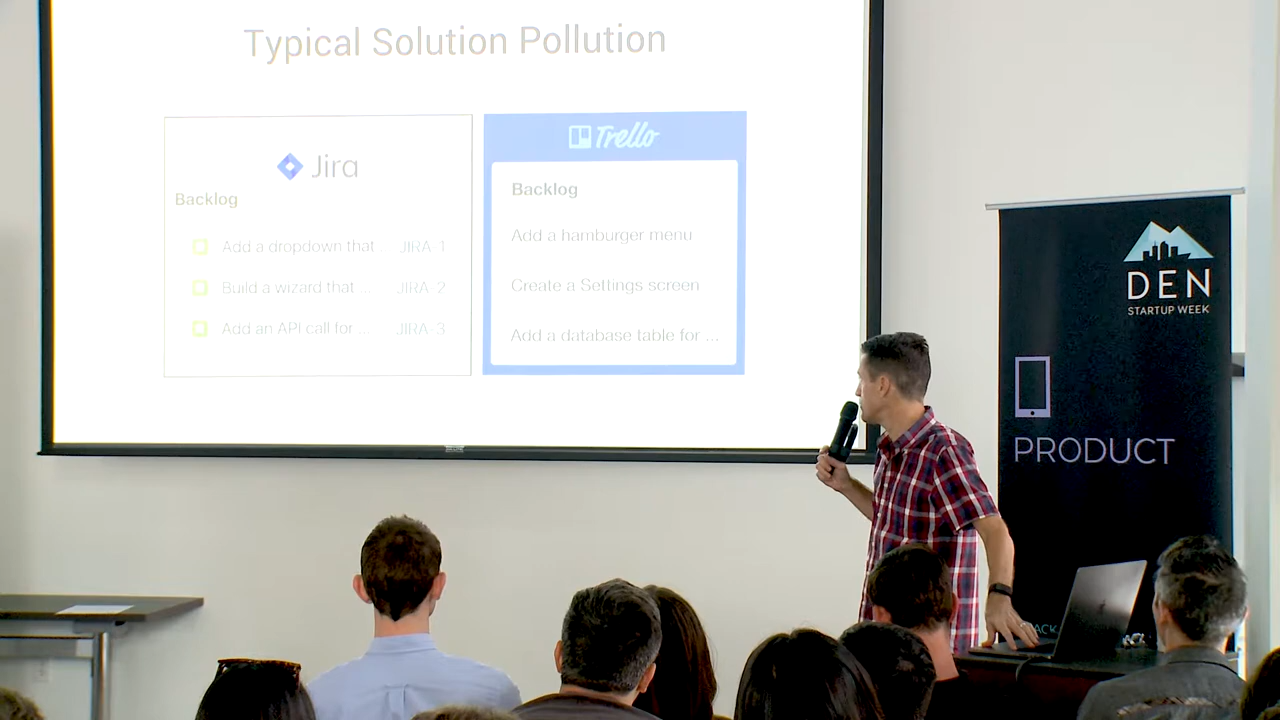 Typical Solution Pollution
Jira
Backlog
Add a dropdown that JIRA-1
Build a wizard that ... JIRA-2
Add an API call for ... JIRA-3
Trello
Backlog
Add a hamburger menu
Create a Settings screen
Add a database table for ...
DEN
STARTUP WEEK
PRODUCT